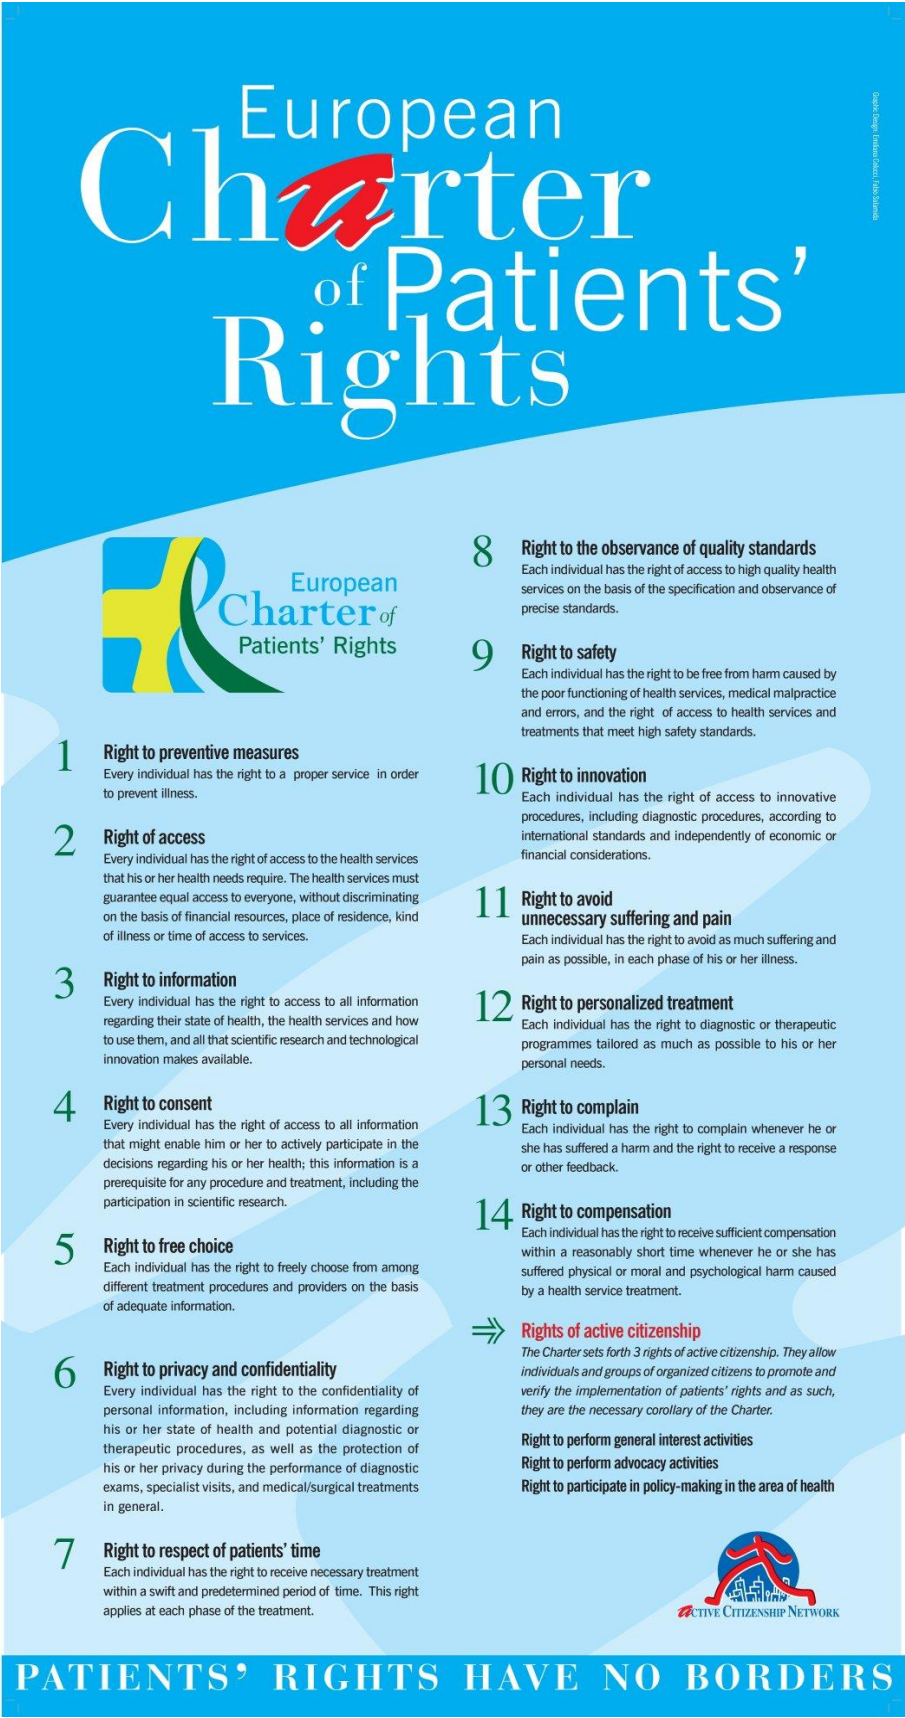 European
Charter
of Patients'
Rights
Graphic Design: Emiliana Colucci, Fabio Salamida
European
Charter of
Patients' Rights
1 Right to preventive measures
Every individual has the right to a proper service in order
to prevent illness.
2 Right of access
Every individual has the right of access to the health services
that his or her health needs require. The health services must
guarantee equal access to everyone, without discriminating
on the basis of financial resources, place of residence, kind
of illness or time of access to services.
3 Right to information
Every individual has the right to access to all information
regarding their state of health, the health services and how
to use them, and all that scientific research and technological
innovation makes available.
4 Right to consent
Every individual has the right of access to all information
that might enable him or her to actively participate in the
decisions regarding his or her health; this information is a
prerequisite for any procedure and treatment, including the
participation in scientific research.
5 Right to free choice
Each individual has the right to freely choose from among
different treatment procedures and providers on the basis
of adequate information.
6 Right to privacy and confidentiality
Every individual has the right to the confidentiality of
personal information, including information regarding
his or her state of health and potential diagnostic or
therapeutic procedures, as well as the protection of
his or her privacy during the performance of diagnostic
exams, specialist visits, and medical/surgical treatments
in general.
7 Right to respect of patients' time
Each individual has the right to receive necessary treatment
within a swift and predetermined period of time. This right
applies at each phase of the treatment.
8 Right to the observance of quality standards
Each individual has the right of access to high quality health
services on the basis of the specification and observance of
precise standards.
9 Right to safety
Each individual has the right to be free from harm caused by
the poor functioning of health services, medical malpractice
and errors, and the right of access to health services and
treatments that meet high safety standards.
10 Right to innovation
Each individual has the right of access to innovative
procedures, including diagnostic procedures, according to
international standards and independently of economic or
financial considerations.
11 Right to avoid
unnecessary suffering and pain
Each individual has the right to avoid as much suffering and
pain as possible, in each phase of his or her illness.
12 Right to personalized treatment
Each individual has the right to diagnostic or therapeutic
programmes tailored as much as possible to his or her
personal needs.
13 Right to complain
Each individual has the right to complain whenever he or
she has suffered a harm and the right to receive a response
or other feedback.
14 Right to compensation
Each individual has the right to receive sufficient compensation
within a reasonably short time whenever he or she has
suffered physical or moral and psychological harm caused
by a health service treatment.
Rights of active citizenship
The Charter sets forth 3 rights of active citizenship. They allow
individuals and groups of organized citizens to promote and
verify the implementation of patients' rights and as such,
they are the necessary corollary of the Charter.
Right to perform general interest activities
Right to perform advocacy activities
Right to participate in policy-making in the area of health
ACTIVE CITIZENSHIP NETWORK
PATIENTS' RIGHTS HAVE NO BORDERS